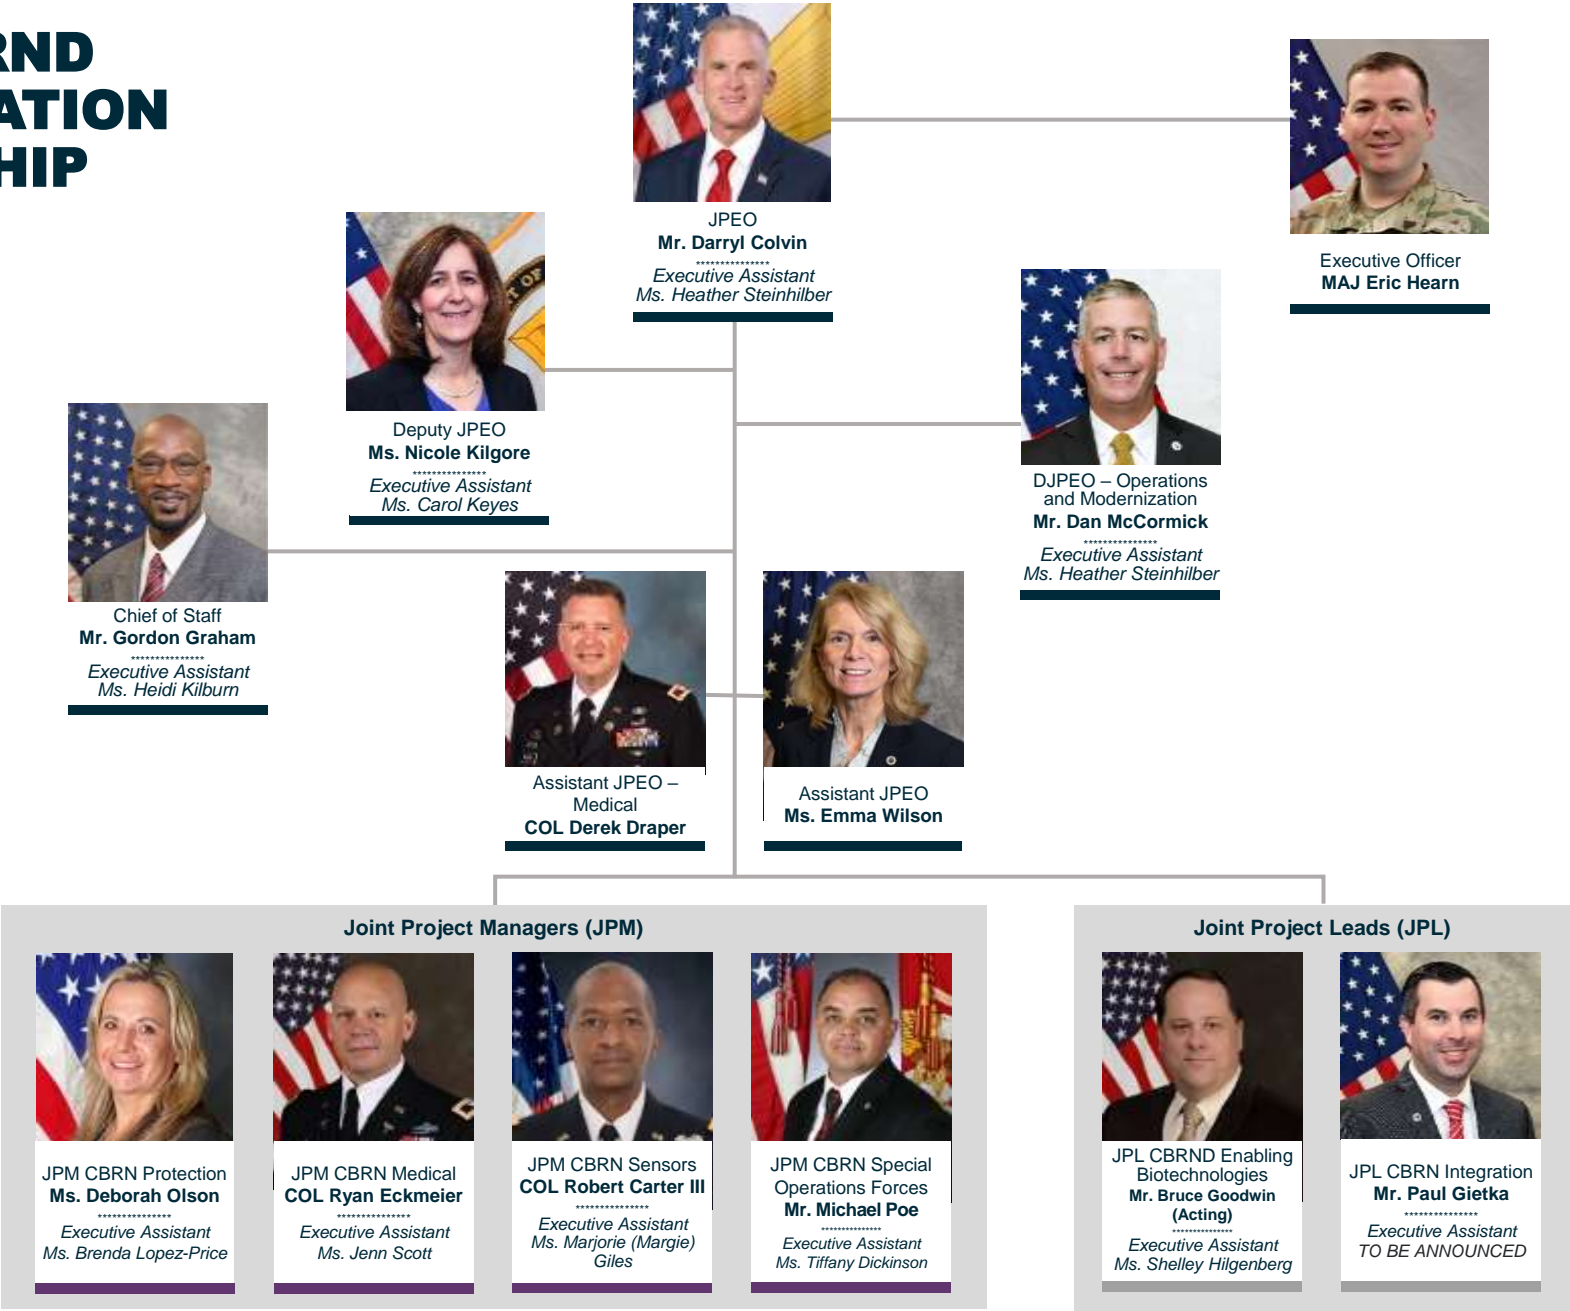 RND
ATION
HIP
JPEO
Mr. Darryl Colvin
***************
Executive Assistant
Ms. Heather Steinhilber
Executive Officer
MAJ Eric Hearn
Deputy JPEO
Ms. Nicole Kilgore
***************
Executive Assistant
Ms. Carol Keyes
DJPEO – Operations
and Modernization
Mr. Dan McCormick
***************
Executive Assistant
Ms. Heather Steinhilber
Chief of Staff
Mr. Gordon Graham
***************
Executive Assistant
Ms. Heidi Kilburn
Assistant JPEO –
Medical
COL Derek Draper
Assistant JPEO
Ms. Emma Wilson
Joint Project Managers (JPM)
JPM CBRN Protection
Ms. Deborah Olson
***************
Executive Assistant
Ms. Brenda Lopez-Price
JPM CBRN Medical
COL Ryan Eckmeier
***************
Executive Assistant
Ms. Jenn Scott
JPM CBRN Sensors
COL Robert Carter III
***************
Executive Assistant
Ms. Marjorie (Margie)
Giles
JPM CBRN Special
Operations Forces
Mr. Michael Poe
***************
Executive Assistant
Ms. Tiffany Dickinson
Joint Project Leads (JPL)
JPL CBRND Enabling
Biotechnologies
Mr. Bruce Goodwin
(Acting)
***************
Executive Assistant
Ms. Shelley Hilgenberg
JPL CBRN Integration
Mr. Paul Gietka
***************
Executive Assistant
TO BE ANNOUNCED